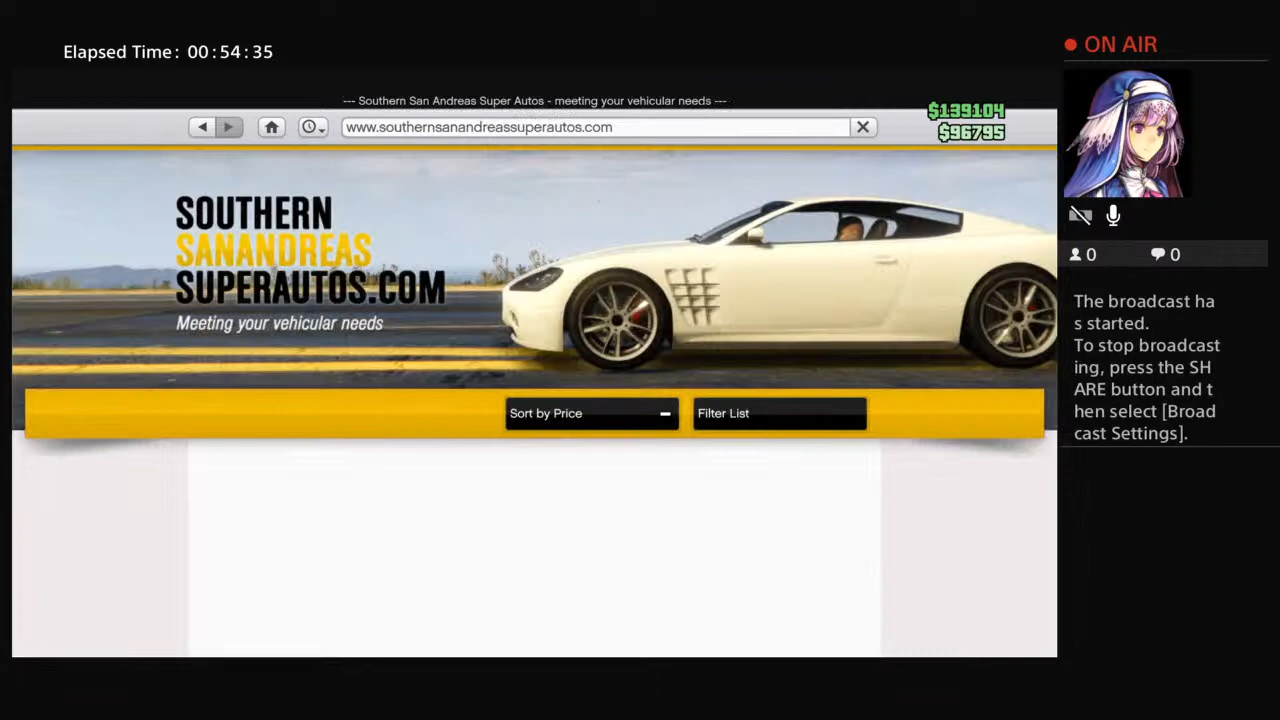 Elapsed Time: 00:54:35
ON AIR
--- Southern San Andreas Super Autos - meeting your vehicular needs ---
$139104
www.southernsanandreassuperautos.com
$96795
SOUTHERN
SANANDREAS
SUPERAUTOS.COM
Meeting your vehicular needs
0
0
The broadcast ha
s started.
To stop broadcast
ing, press the SH
ARE button and t
hen select [Broad
cast Settings].
Sort by Price
Filter List